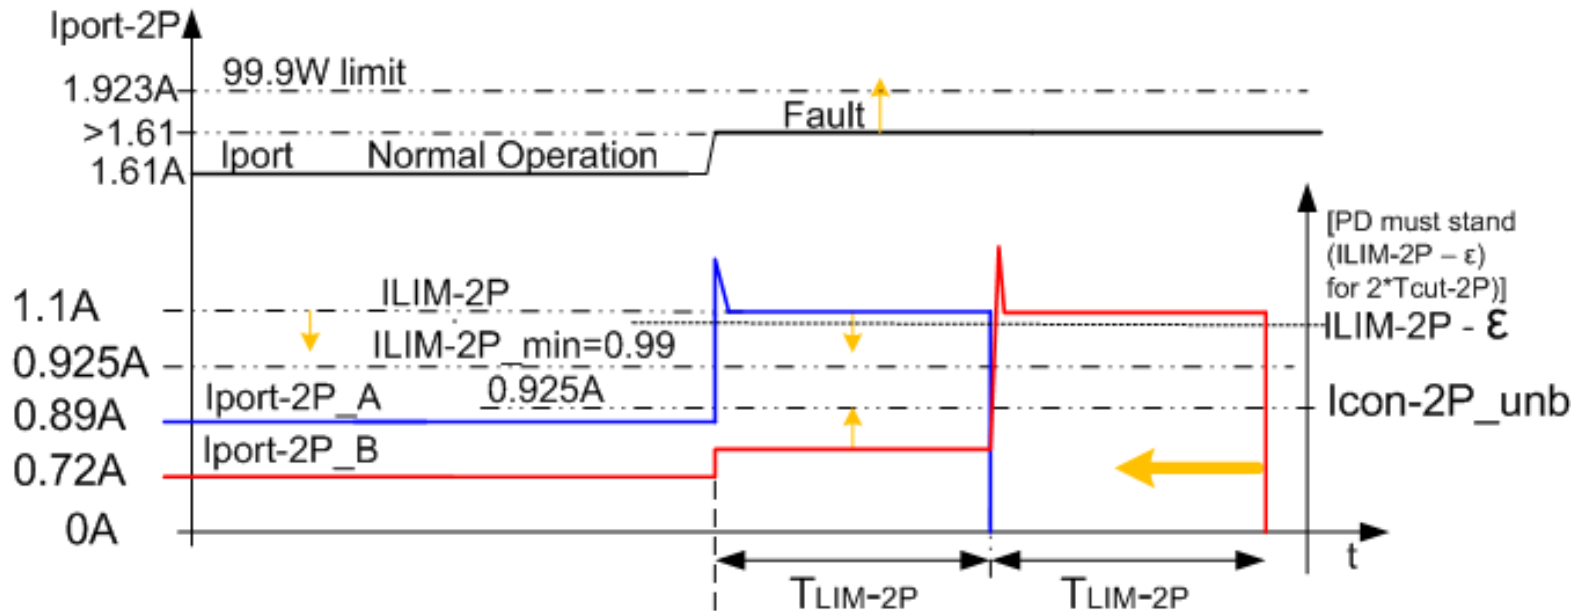 Iport-2P
99.9W limit
1.923A
Fault
>1.61
Iport Normal Operation
1.61A
[PD must stand
(ILIM-2P – ε)
for 2*Tcut-2P)]
ILIM-2P
1.1A
ILIM-2P - ε
ILIM-2P_min=0.99
0.925A
0.925A
Iport-2P_A
Icon-2P_unb
0.89A
Iport-2P_B
0.72A
0A
t
TLIM-2P TLIM-2P